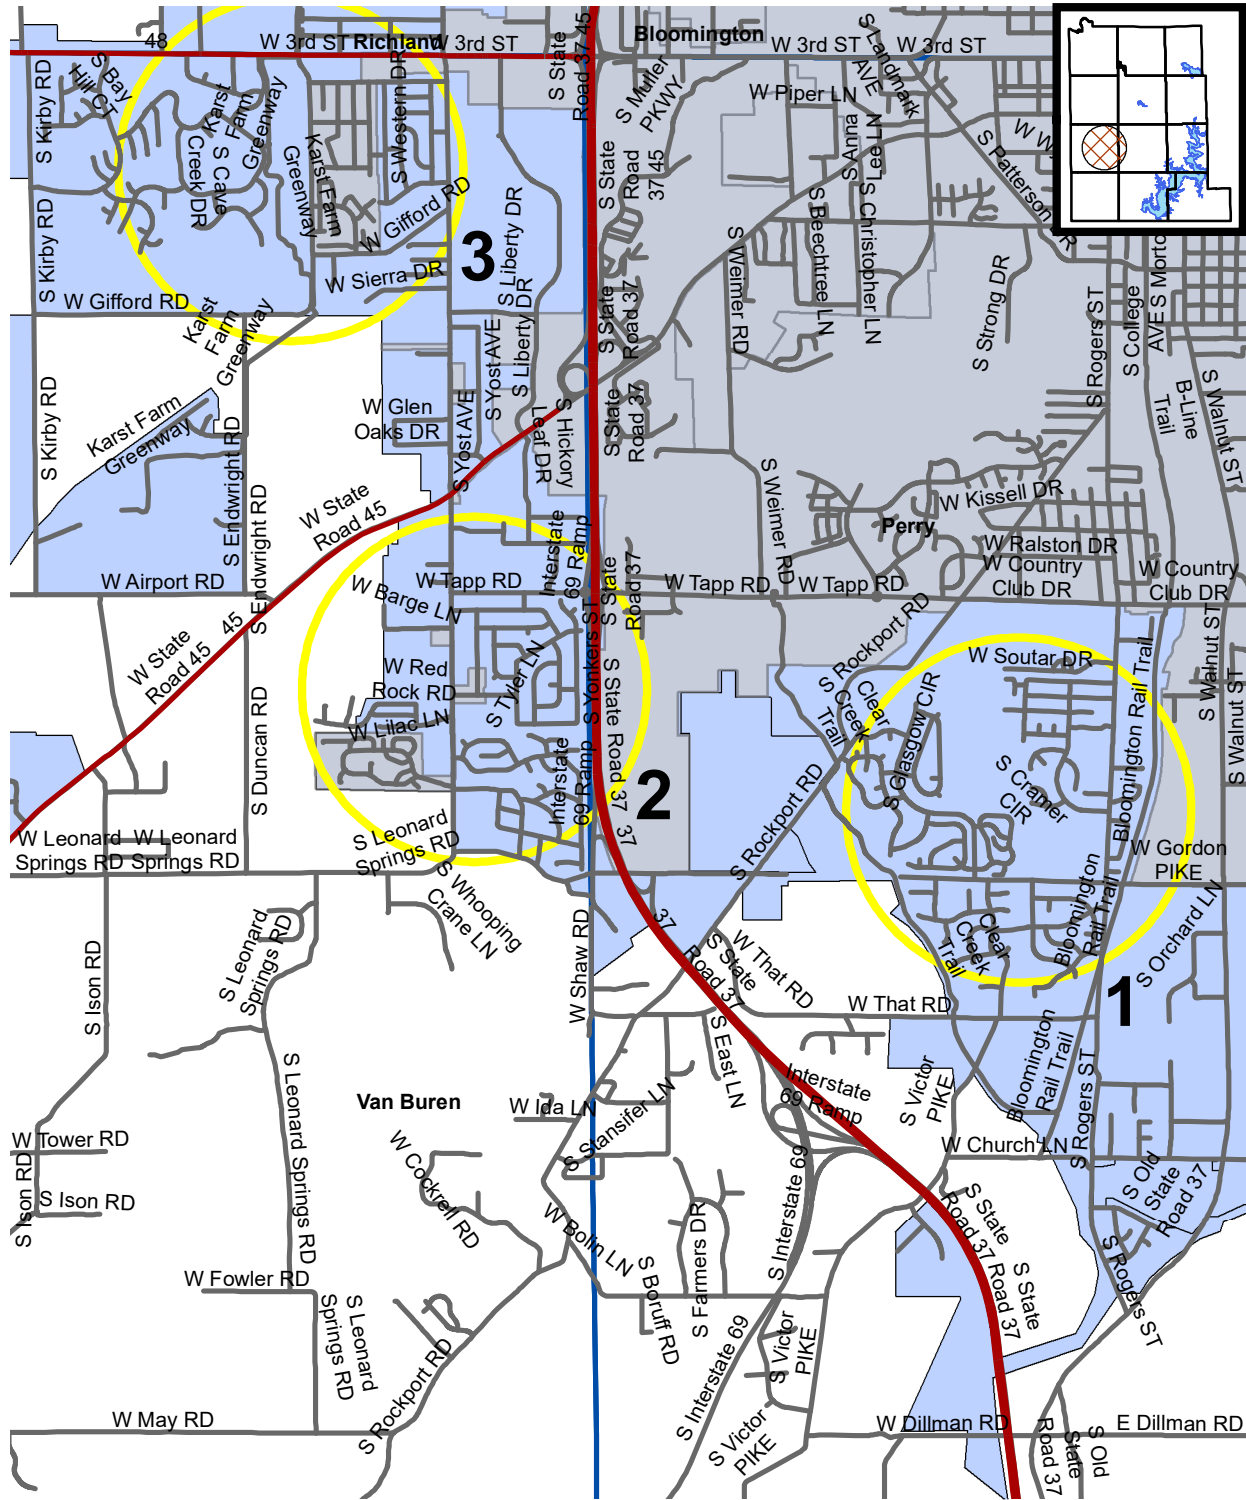 48
W 3rd ST
Richland
W 3rd ST
S State
Road 37 45
Bloomington
W 3rd ST
S Landmark
AVE
W 3rd ST
S Kirby RD
S Bay
Hill CT
Karst
Farm
Greenway
S Cave
Creek DR
Karst Farm
Greenway
S Western DR
W Gifford RD
S Muller
PKWY
W Piper LN
S Anna
Lee LN
S Patterson DR
S State
Road
37 45
S Kirby RD
W Sierra DR
3
S Liberty DR
S Weimer RD
S Beechtree LN
S Christopher LN
S Strong DR
W Gifford RD
Karst
Farm
Greenway
S Yost AVE
S Liberty DR
S State
Road 37
S Rogers ST
S College
AVE
S Kirby RD
Karst Farm
Greenway
W Glen
Oaks DR
S Yost AVE
Leaf DR
S Hickory
S State
Road 37
B-Line
Trail
S Walnut ST
S Endwright RD
S Endwright RD
W State
Road 45
S Weimer RD
W Kissell DR
Perry
W Ralston DR
W Country
Club DR
W Country
Club DR
W Airport RD
W Barge LN
W Tapp RD
Interstate
69 Ramp
S State
Road 37
W Tapp RD
W Tapp RD
45
W State
Road 45
W Red
Rock RD
S Tyler LN
S Yonkers ST
S State Road 37
S Rockport RD
W Soutar DR
S Walnut ST
S Walnut ST
W Lilac LN
Clear
Creek
Trail
S Glasgow CIR
S Cramer
CIR
Bloomington Rail Trail
S Duncan RD
Interstate
69 Ramp
2
37
S Rockport RD
W Leonard
Springs RD
W Leonard
Springs RD
S Leonard
Springs RD
W Gordon
PIKE
S Whooping
Crane LN
S Leonard
Springs RD
S Ison RD
W Shaw RD
37
S State
Road 37
W That RD
Clear
Creek
Trail
Bloomington
Rail Trail
S Orchard LN
1
W That RD
S East LN
Interstate
69 Ramp
S Victor
PIKE
Bloomington
Rail Trail
S Rogers ST
S Leonard Springs RD
Van Buren
W Ida LN
S Stansifer LN
W Tower RD
W Cockrell RD
S Ison RD
S Ison RD
W Church LN
S Old
State
Road 37
S Interstate 69
S State
Road 37
W Bolin LN
S Farmers DR
S Boruff RD
S State
Road 37
S Rogers ST
W Fowler RD
S Leonard
Springs RD
S Interstate 69
S Victor
PIKE
S Rockport RD
W May RD
S Victor
PIKE
W Dillman RD
E Dillman RD
S Old
State
Road 37